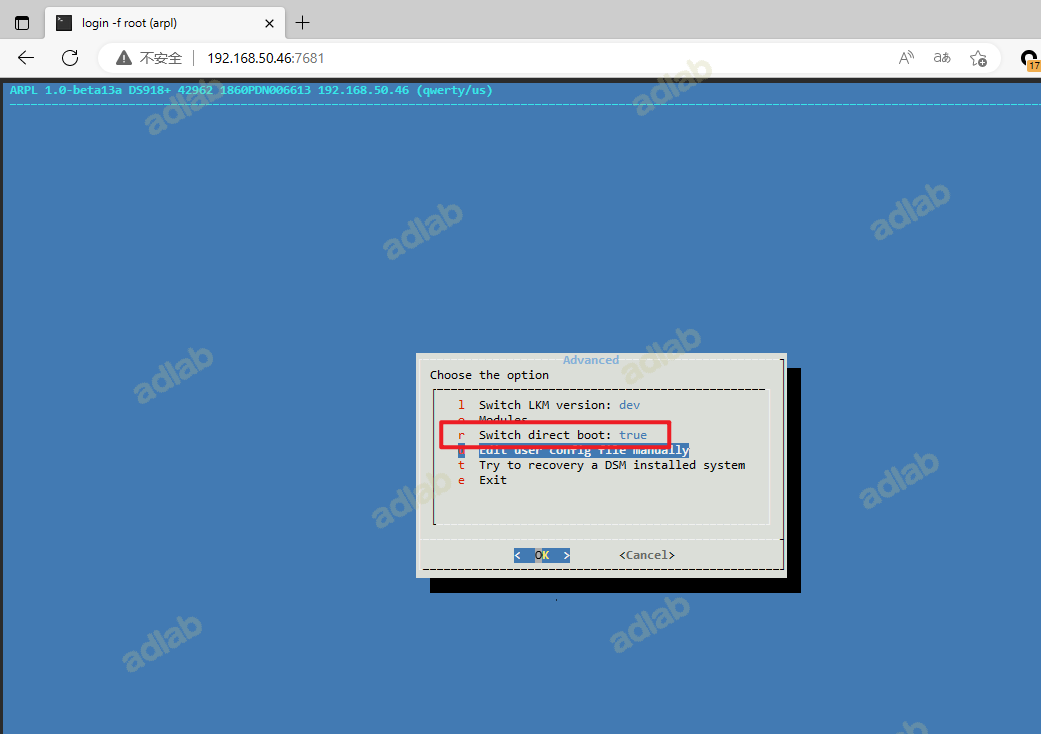 login -f root (arpl)
不安全 192.168.50.46:7681
17
ARPL 1.0-beta13a DS918+ 42962 1860PDN006613 192.168.50.46 (qwerty/us)
Advanced
Choose the option
l Switch LKM version: dev
Modules
r Switch direct boot: true
Edit user config file manually
t Try to recovery a DSM installed system
e Exit
< OK > <Cancel>
adlab
adlab
adlab
adlab
adlab
adlab
adlab
adlab
adlab
adlab